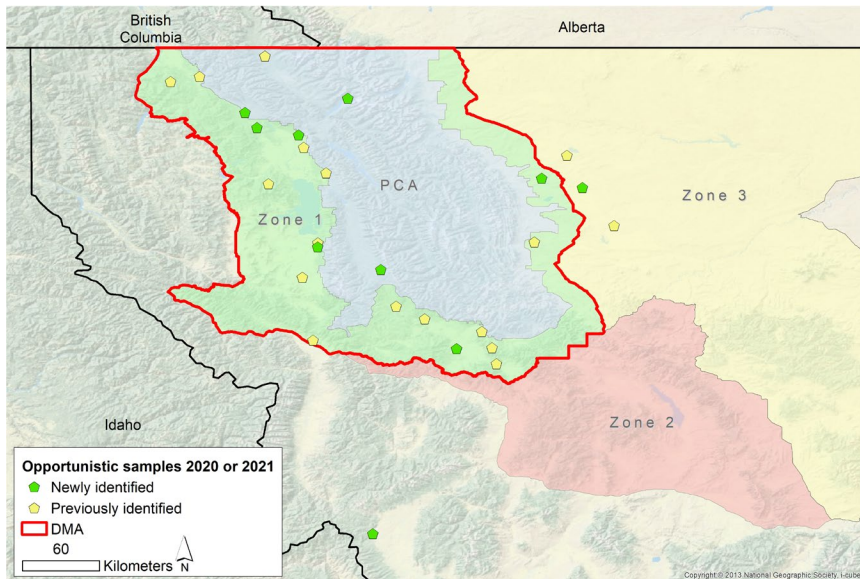 British
Columbia
Alberta
PCA
Zone 3
Zone 1
Zone 2
Idaho
Opportunistic samples 2020 or 2021
Newly identified
Previously identified
DMA
60
Kilometers
N
Copyright:© 2013 National Geographic Society, i-cube